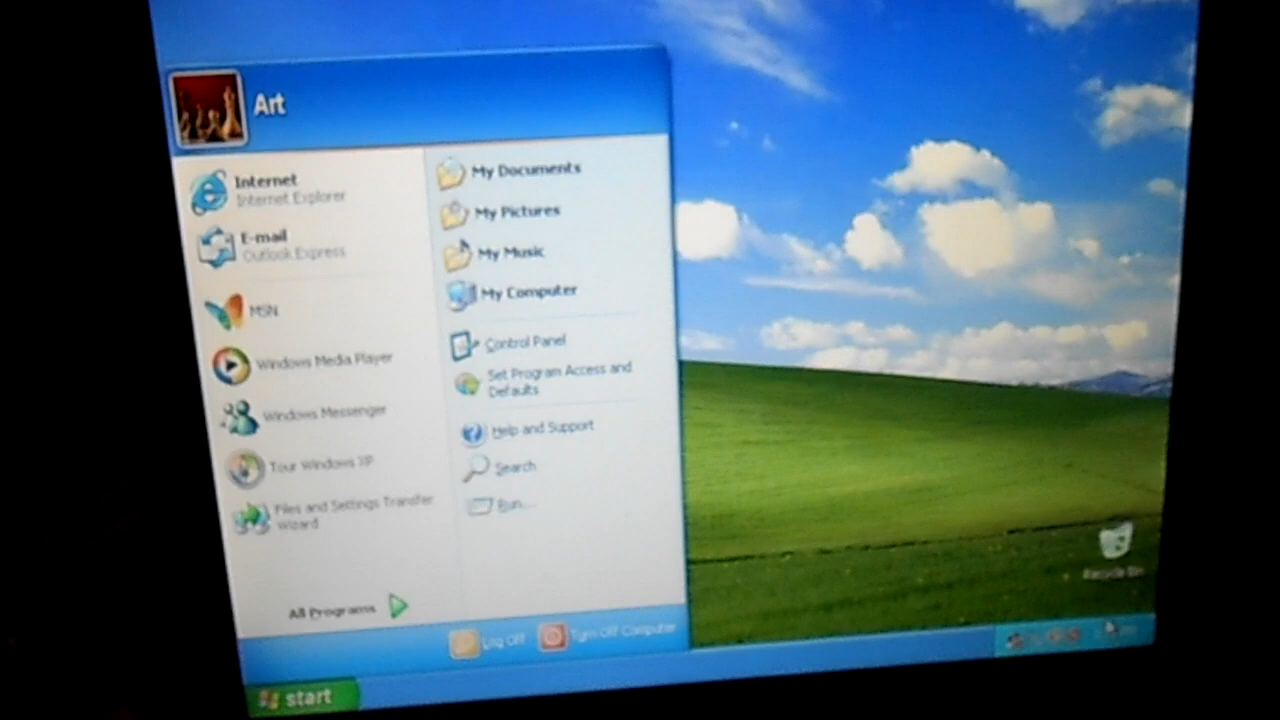 Art
Internet
Internet Explorer
E-mail
Outlook Express
MSN
Windows Media Player
Windows Messenger
Tour Windows XP
Files and Settings Transfer
Wizard
All Programs
My Documents
My Pictures
My Music
My Computer
Control Panel
Set Program Access and
Defaults
Help and Support
Search
Run...
Log Off
Turn Off Computer
Recycle Bin
start